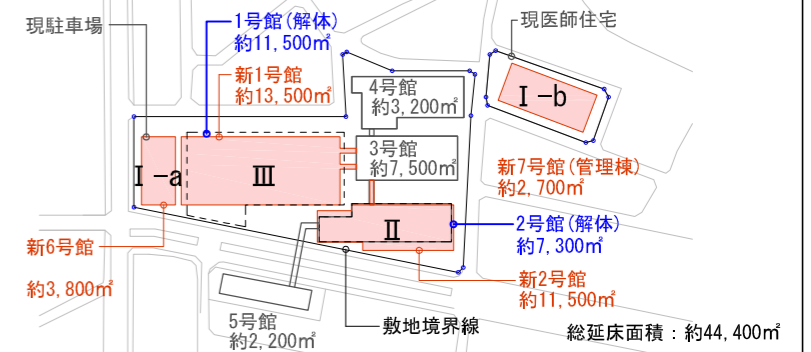 現駐車場
1号館(解体)
約11,500㎡
新1号館
約13,500㎡
現医師住宅
4号館
約3,200㎡
Ⅰ-b
3号館
約7,500㎡
Ⅰ-a
Ⅲ
新7号館(管理棟)
約2,700㎡
Ⅱ
2号館(解体)
約7,300㎡
新6号館
約3,800㎡
新2号館
約11,500㎡
5号館
約2,200㎡
敷地境界線
総延床面積：約44,400㎡